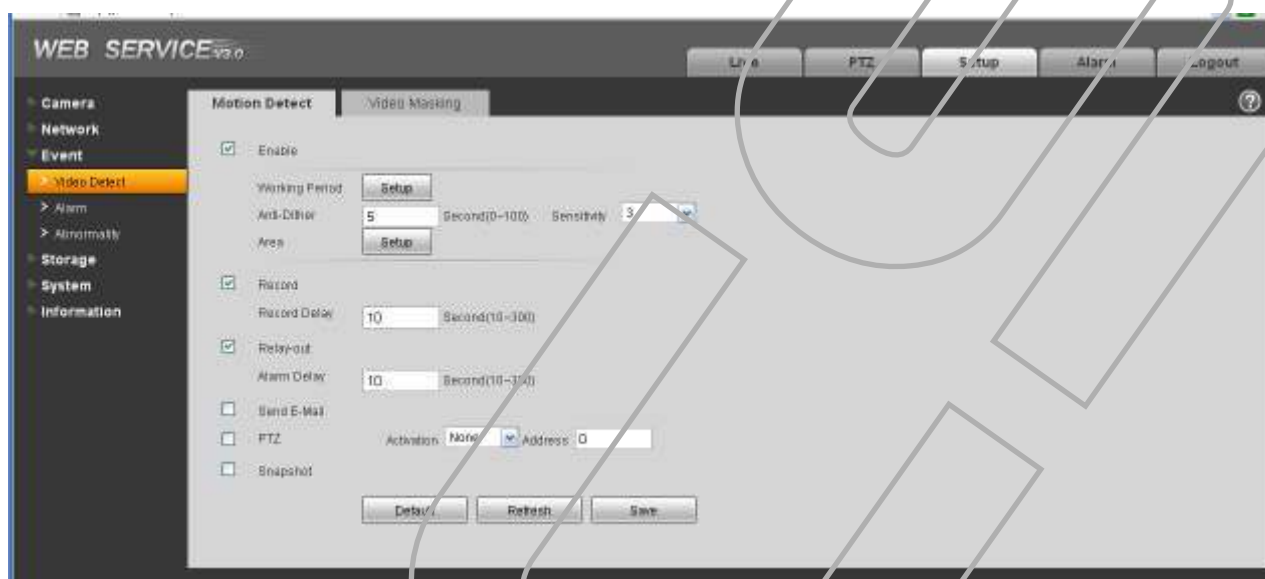 WEB SERVICE V3.0
Live PTZ Setup Alarm Logout
Camera
Network
Event
> Video Detect
> Alarm
> Abnormality
Storage
System
Information
Motion Detect Video Masking
Enable
Working Period Setup
Anti-Dither 5 Second(0~100) Sensitivity 3
Area Setup
Record
Record Delay 10 Second(10~300)
Relay-out
Alarm Delay 10 Second(10~300)
Send E-Mail
PTZ Activation None Address 0
Snapshot
Default Refresh Save